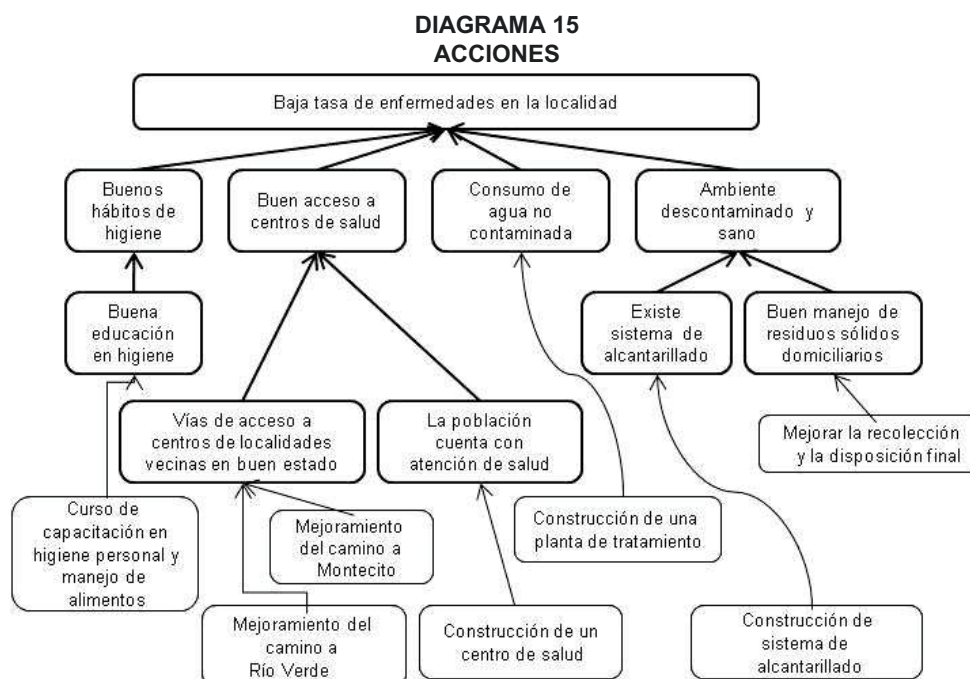 DIAGRAMA 15
ACCIONES
Baja tasa de enfermedades en la localidad
Buenos
hábitos de
higiene
Buen acceso a
centros de salud
Consumo de
agua no
contaminada
Ambiente
descontaminado y
sano
Buena
educación
en higiene
Existe
sistema de
alcantarillado
Buen manejo de
residuos sólidos
domiciliarios
Vías de acceso a
centros de localidades
vecinas en buen estado
La población
cuenta con
atención de salud
Mejorar la recolección
y la disposición final
Curso de
capacitación en
higiene personal y
manejo de
alimentos
Mejoramiento
del camino a
Montecito
Construcción de una
planta de tratamiento
Mejoramiento del
camino a
Río Verde
Construcción de un
centro de salud
Construcción de
sistema de
alcantarillado